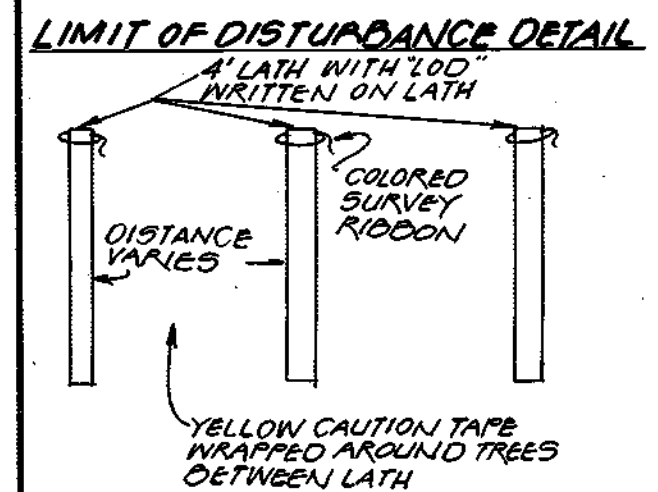 LIMIT OF DISTURBANCE DETAIL
4' LATH WITH "LOD"
WRITTEN ON LATH
COLORED
SURVEY
RIBBON
DISTANCE
VARIES
YELLOW CAUTION TAPE
WRAPPED AROUND TREES
BETWEEN LATH